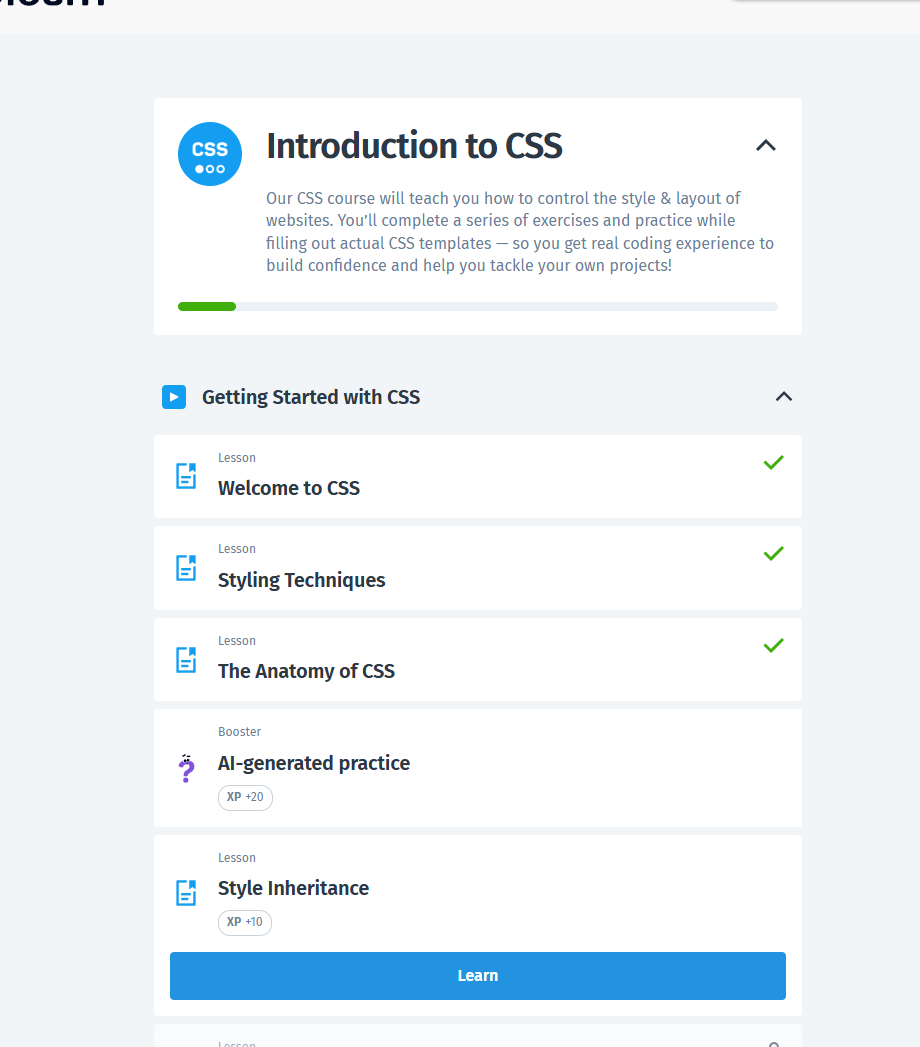 CSS
Introduction to CSS
Our CSS course will teach you how to control the style & layout of
websites. You’ll complete a series of exercises and practice while
filling out actual CSS templates — so you get real coding experience to
build confidence and help you tackle your own projects!
Getting Started with CSS
Lesson
Welcome to CSS
Lesson
Styling Techniques
Lesson
The Anatomy of CSS
Booster
AI-generated practice
XP +20
Lesson
Style Inheritance
XP +10
Learn
Lesson